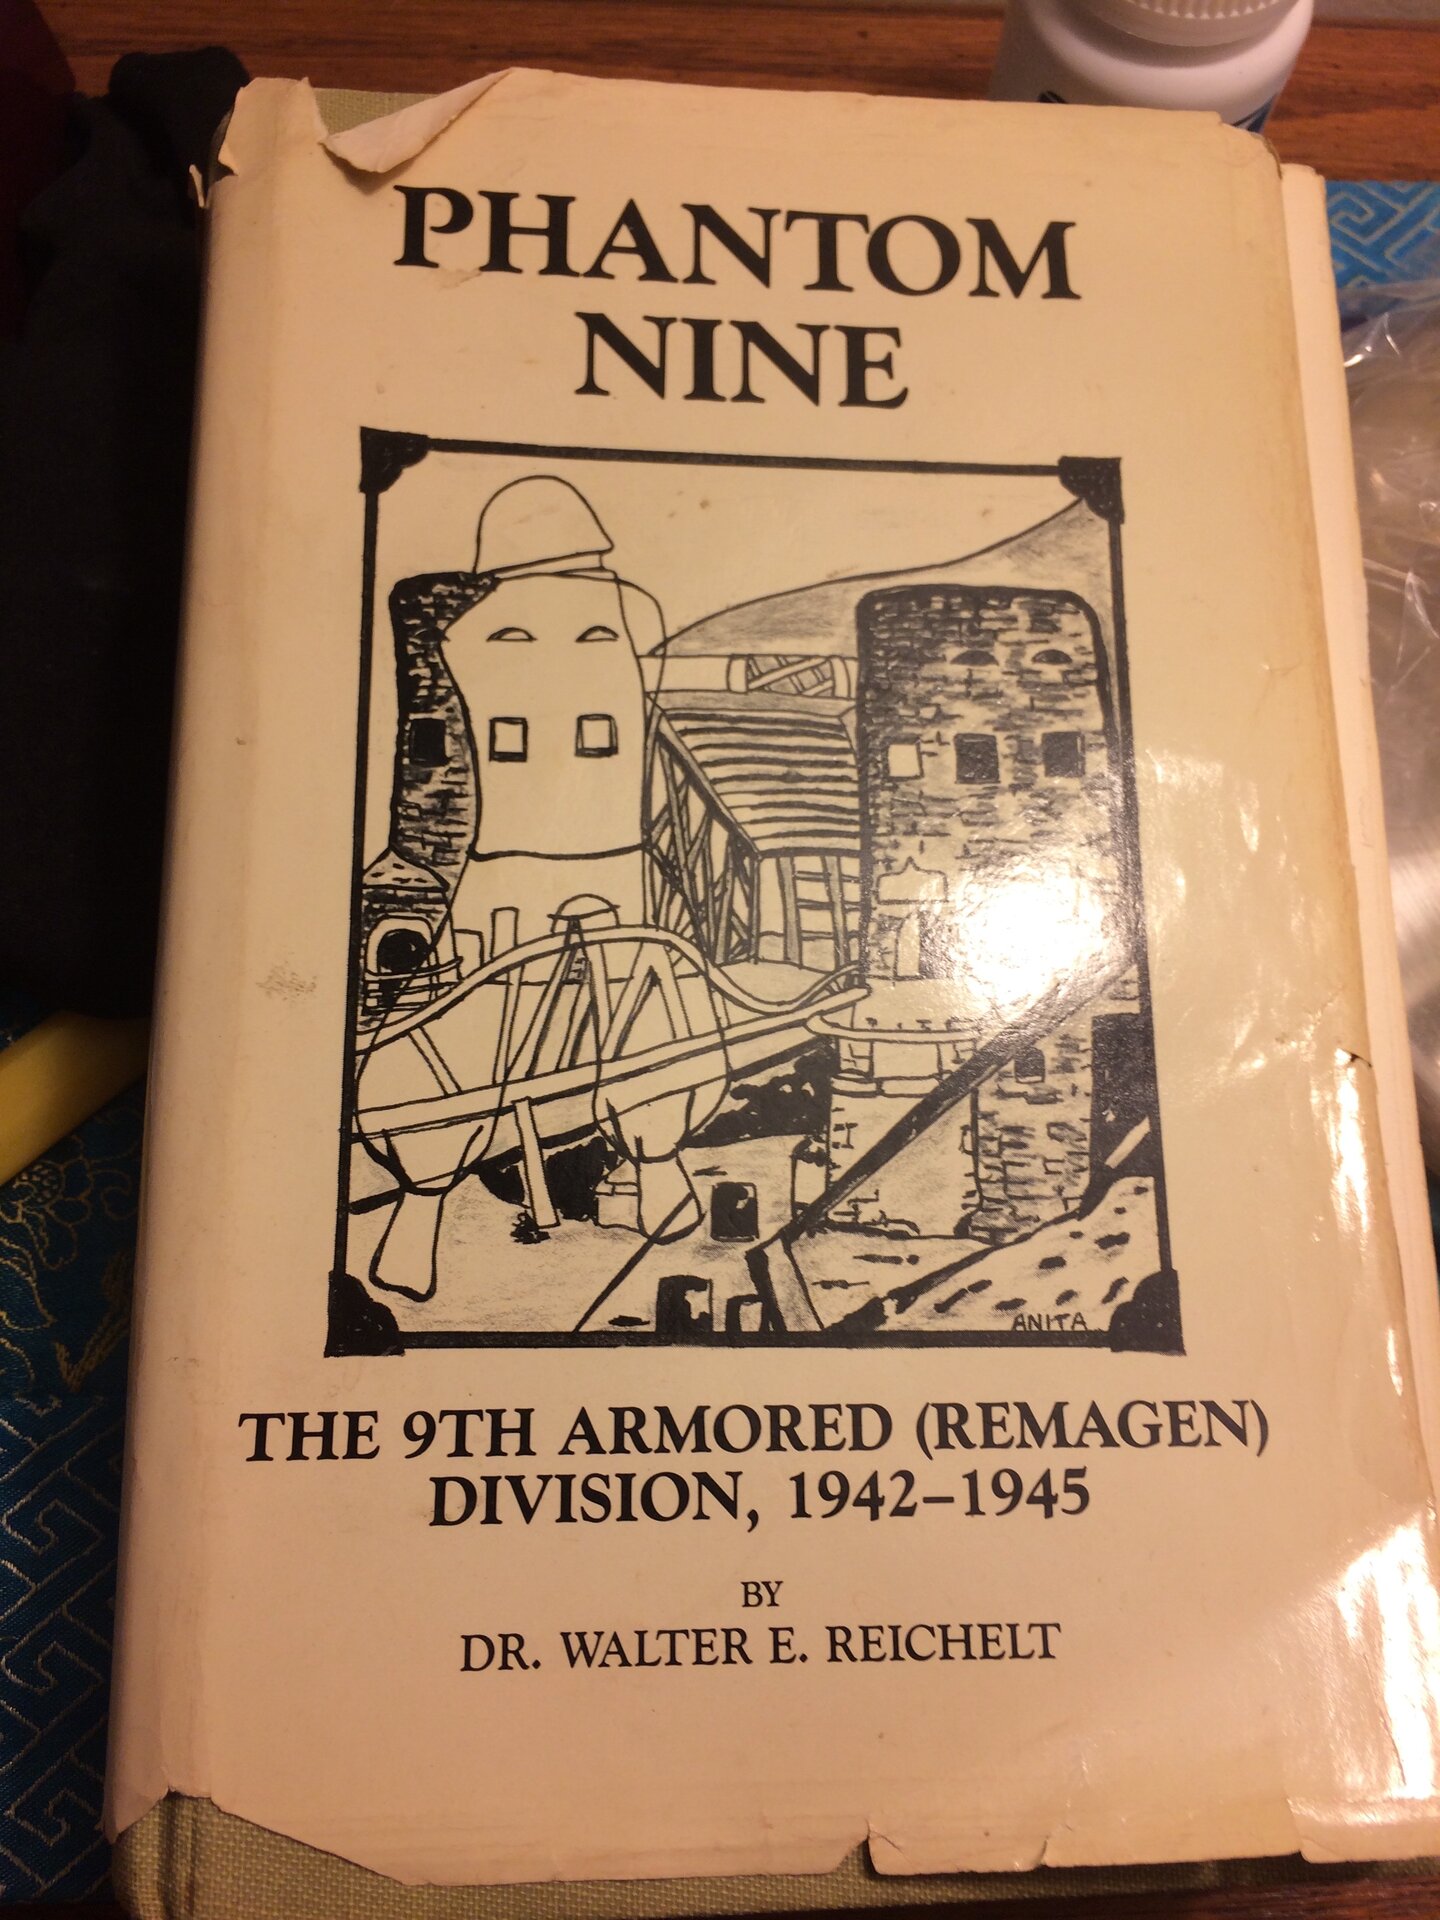 PHANTOM
NINE
ANITA
THE 9TH ARMORED (REMAGEN)
DIVISION, 1942–1945
BY
DR. WALTER E. REICHELT